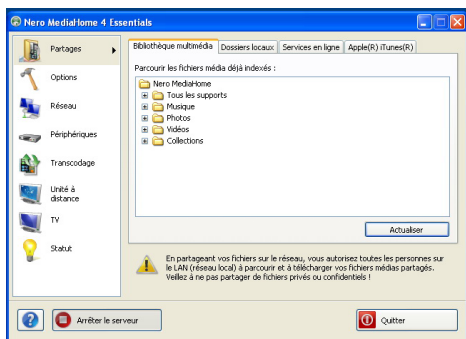 Nero MediaHome 4 Essentials
Partages
Options
Réseau
Périphériques
Transcodage
Unité à
distance
TV
Statut
Bibliothèque multimédia
Dossiers locaux
Services en ligne
Apple(R) iTunes(R)
Parcourir les fichiers média déjà indexés :
Nero MediaHome
Tous les supports
Musique
Photos
Vidéos
Collections
Actualiser
En partageant vos fichiers sur le réseau, vous autorisez toutes les personnes sur
le LAN (réseau local) à parcourir et à télécharger vos fichiers médias partagés.
Veillez à ne pas partager de fichiers privés ou confidentiels !
Arrêter le serveur
Quitter